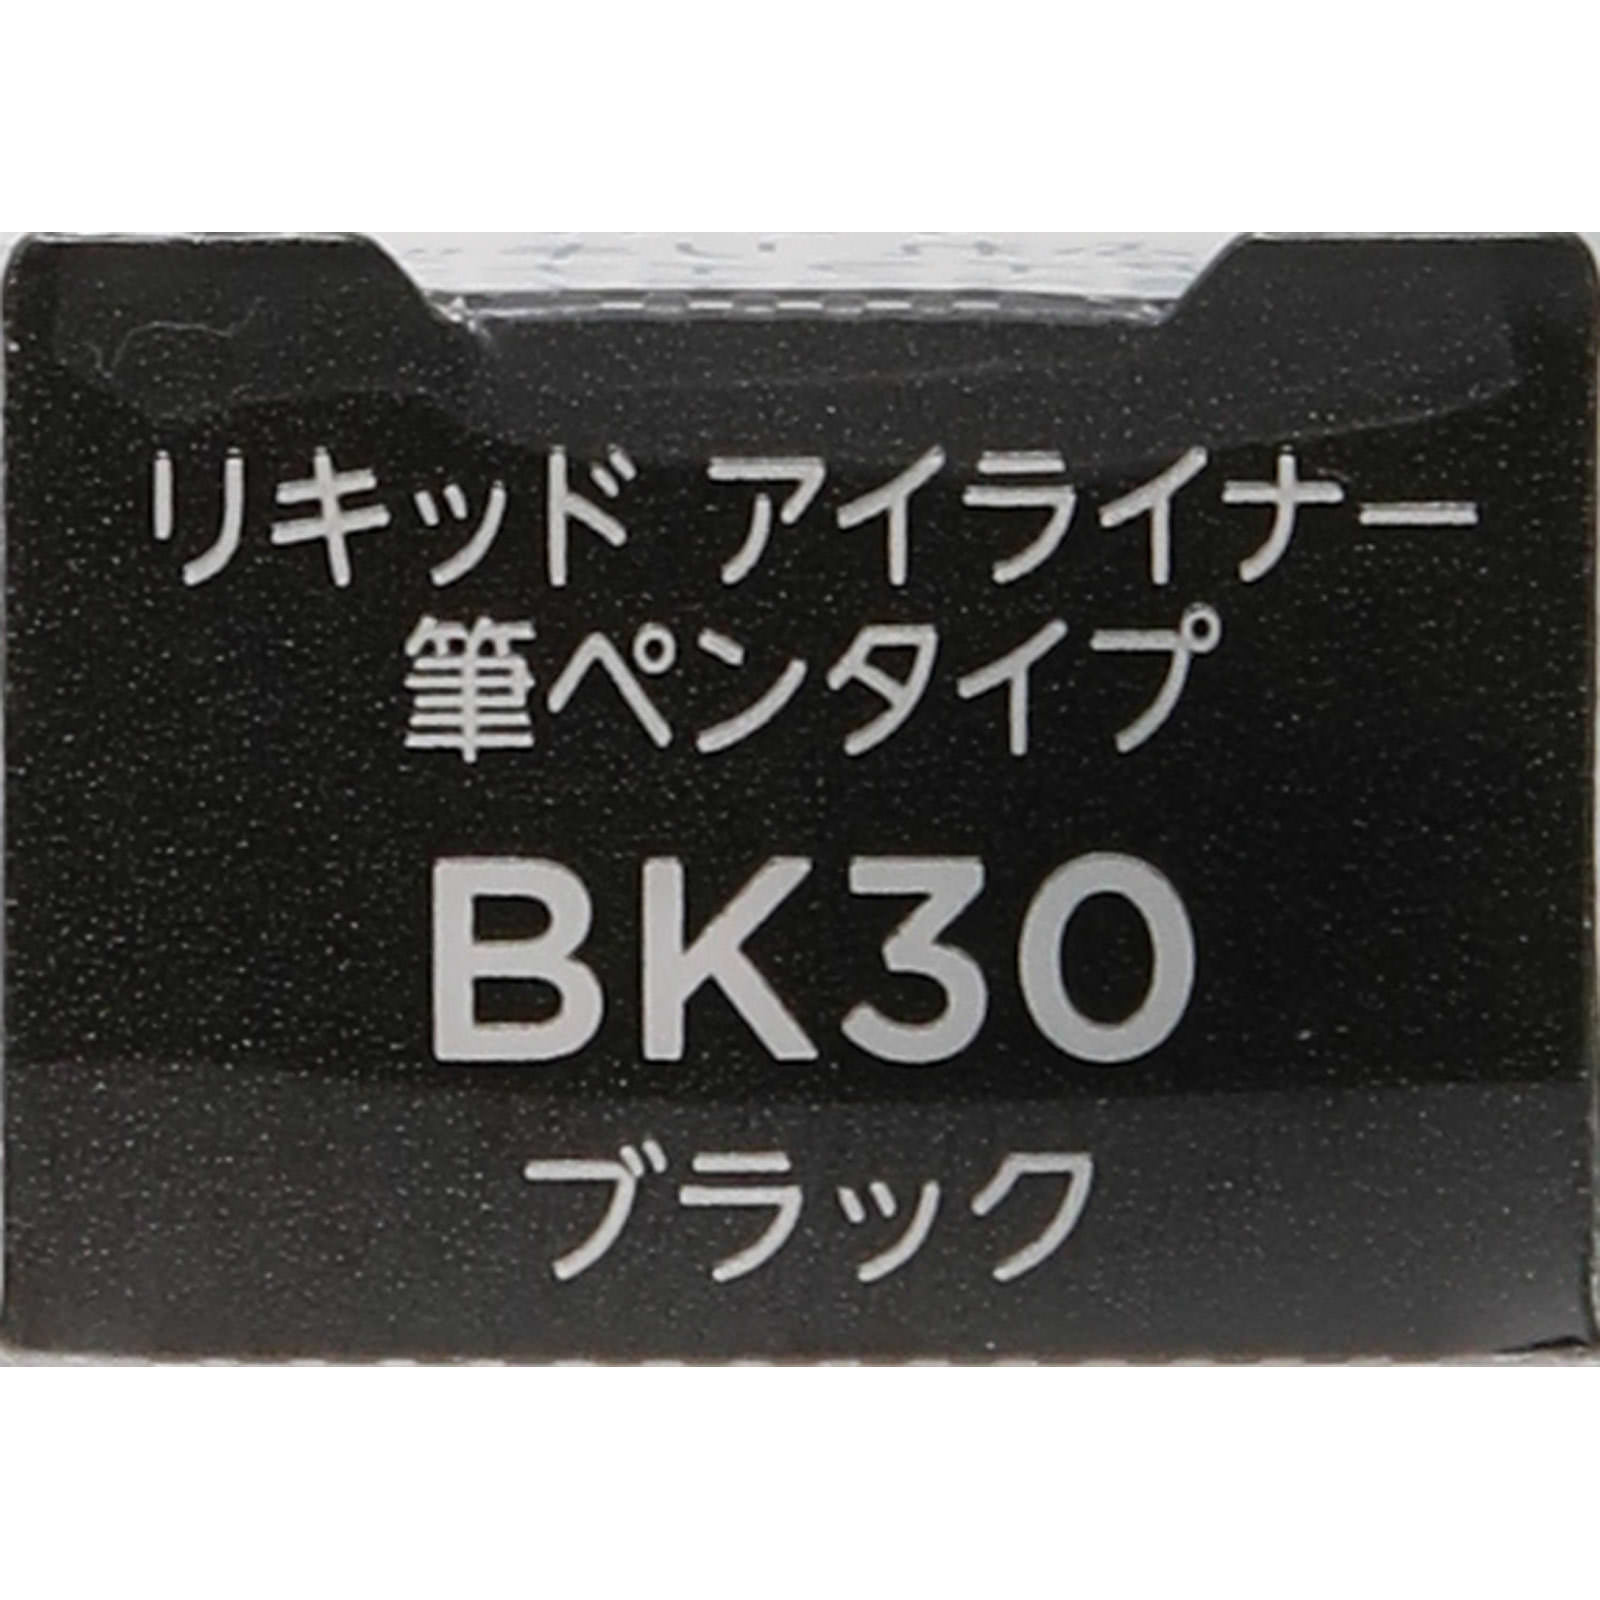 リキッド アイライナー
筆ペンタイプ
BK30
ブラック